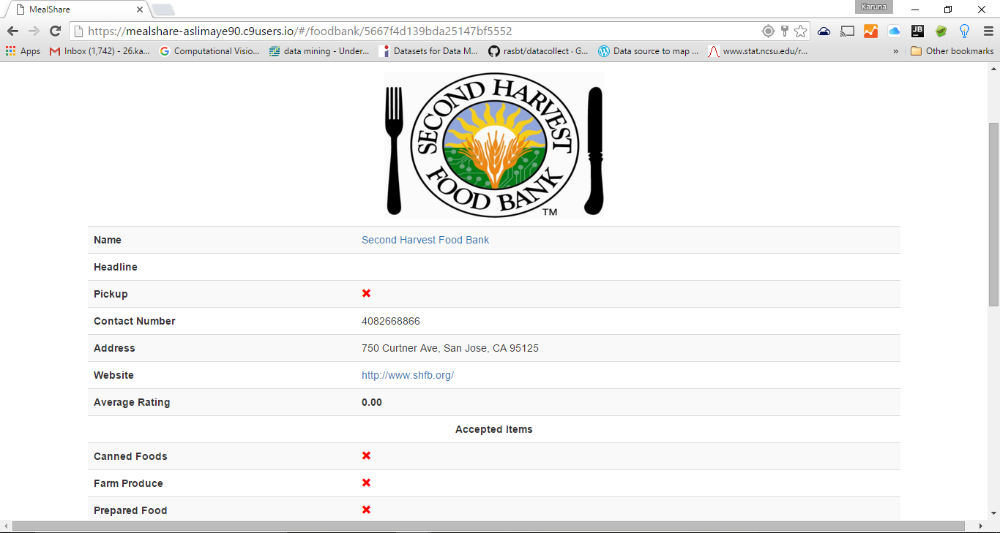 MealShare
Karuna
https://mealshare-aslimaye90.c9users.io/#/foodbank/5667f4d139bda25147bf5552
Apps Inbox (1,742) - 26.ka... Computational Visio... data mining - Under... Datasets for Data M... rasbt/datacollect · G... Data source to map ... www.stat.ncsu.edu/r... » Other bookmarks
JB
SECOND HARVEST
FOOD BANK
TM
Name Second Harvest Food Bank
Headline
Pickup
Contact Number 4082668866
Address 750 Curtner Ave, San Jose, CA 95125
Website http://www.shfb.org/
Average Rating 0.00
Accepted Items
Canned Foods
Farm Produce
Prepared Food